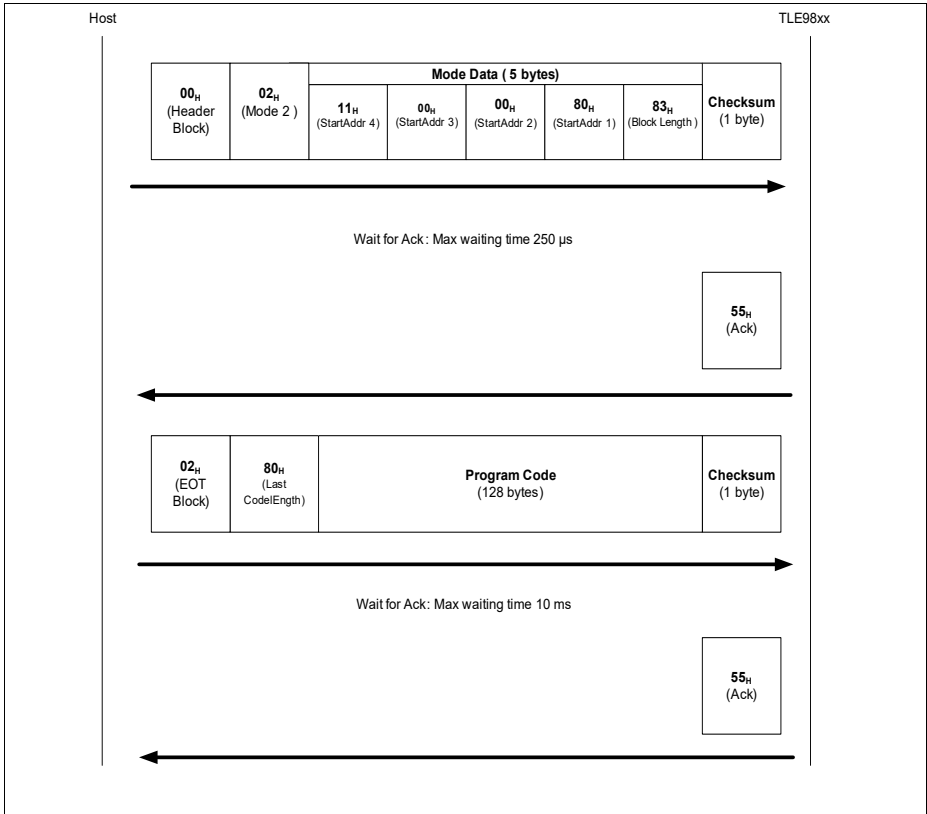 Host
TLE98xx
00H
(Header
Block)
02H
(Mode 2 )
Mode Data ( 5 bytes)
11H
(StartAddr 4)
00H
(StartAddr 3)
00H
(StartAddr 2)
80H
(StartAddr 1)
83H
(Block Length )
Checksum
(1 byte)
Wait for Ack : Max waiting time 250 µs
55H
(Ack)
02H
(EOT
Block)
80H
(Last
CodelEngth)
Program Code
(128 bytes)
Checksum
(1 byte)
Wait for Ack: Max waiting time 10 ms
55H
(Ack)